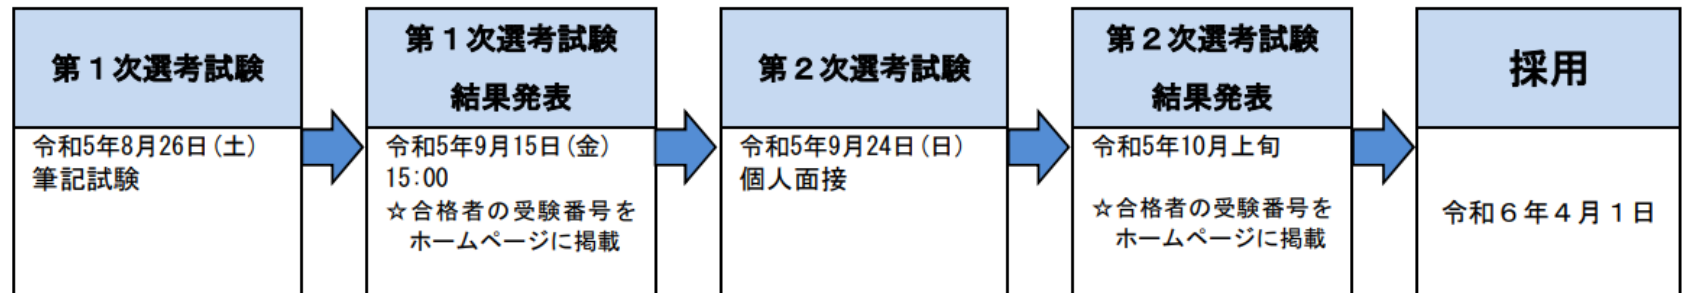 第１次選考試験
令和5年8月26日(土)
筆記試験
第１次選考試験
結果発表
令和5年9月15日(金)
15:00
☆合格者の受験番号を
ホームページに掲載
第２次選考試験
令和5年9月24日(日)
個人面接
第２次選考試験
結果発表
令和5年10月上旬
☆合格者の受験番号を
ホームページに掲載
採用
令和６年４月１日